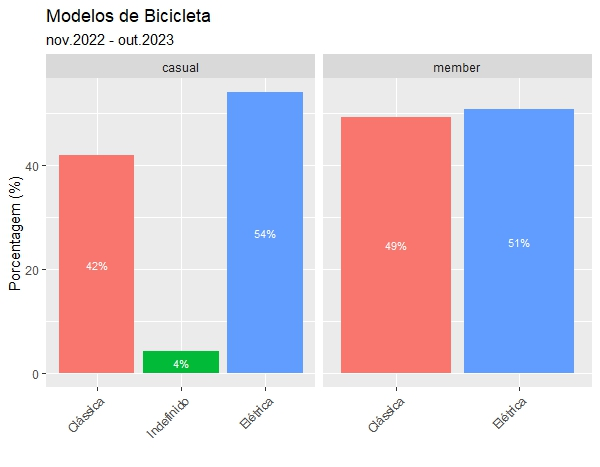 Modelos de Bicicleta
nov.2022 - out.2023
casual
member
Porcentagem (%)
40
20
0
42%
4%
54%
49%
51%
Clássica
Indefinido
Elétrica
Clássica
Elétrica